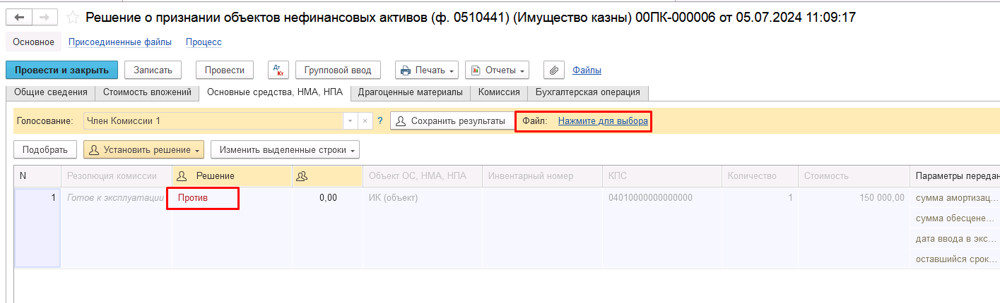 Решение о признании объектов нефинансовых активов (ф. 0510441) (Имущество казны) 00ПК-000006 от 05.07.2024 11:09:17
Основное Присоединенные файлы Процесс
Провести и закрыть Записать Провести Дт Кт Групповой ввод Печать Отчеты Файлы
Общие сведения Стоимость вложений Основные средства, НМА, НПА Драгоценные материалы Комиссия Бухгалтерская операция
Голосование: Член Комиссии 1 ? Сохранить результаты Файл: Нажмите для выбора
Подобрать Установить решение Изменить выделенные строки
N Резолюция комиссии Решение Объект ОС, НМА, НПА Инвентарный номер КПС Количество Стоимость Параметры передан
1 Готов к эксплуатации Против 0,00 ИК (объект) 04010000000000000 1 150 000,00 сумма амортизац...
сумма обесцене...
дата ввода в экс...
оставшийся срок...